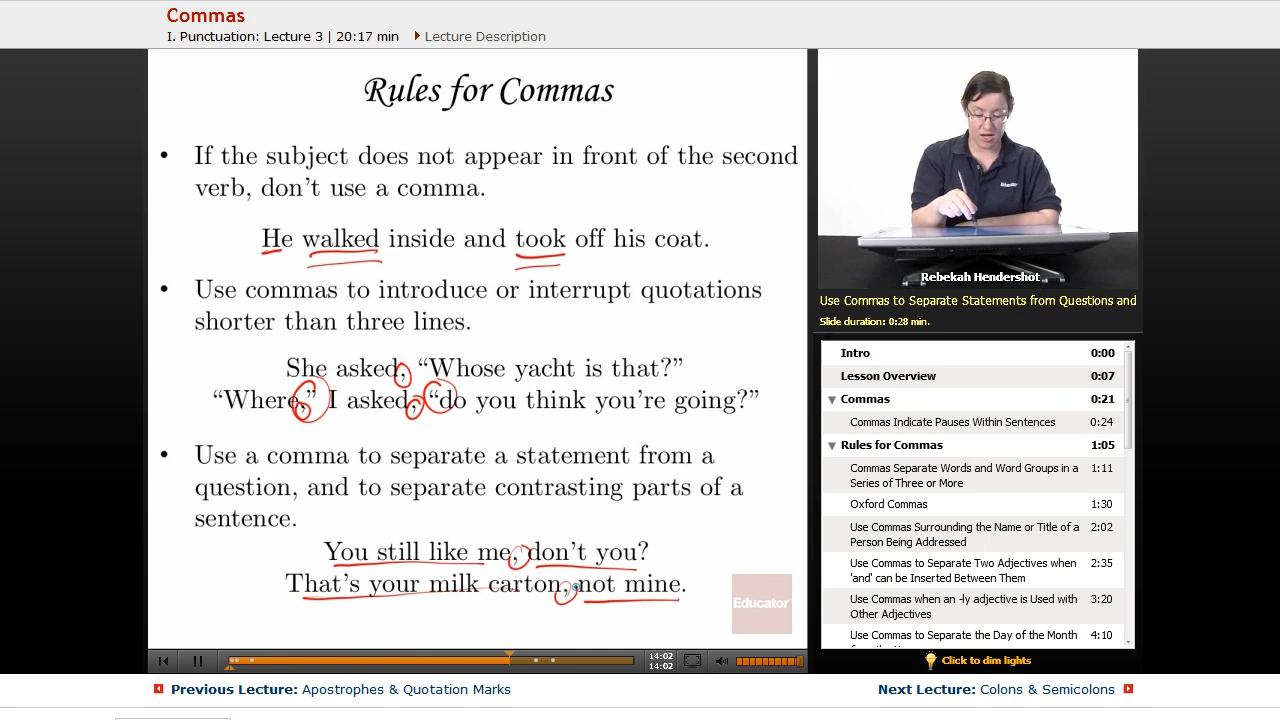 Commas
I. Punctuation: Lecture 3 | 20:17 min
Lecture Description
Rules for Commas
• If the subject does not appear in front of the second
verb, don't use a comma.
He walked inside and took off his coat.
• Use commas to introduce or interrupt quotations
shorter than three lines.
She asked, “Whose yacht is that?”
“Where,” I asked, “do you think you're going?”
• Use a comma to separate a statement from a
question, and to separate contrasting parts of a
sentence.
You still like me, don't you?
That's your milk carton, not mine.
Educator
14:02
14:02
Educator
Rebekah Hendershot
Use Commas to Separate Statements from Questions and
Slide duration: 0:28 min.
Intro 0:00
Lesson Overview 0:07
Commas 0:21
Commas Indicate Pauses Within Sentences 0:24
Rules for Commas 1:05
Commas Separate Words and Word Groups in a 1:11
Series of Three or More
Oxford Commas 1:30
Use Commas Surrounding the Name or Title of a 2:02
Person Being Addressed
Use Commas to Separate Two Adjectives when 2:35
'and' can be Inserted Between Them
Use Commas when an -ly adjective is Used with 3:20
Other Adjectives
Use Commas to Separate the Day of the Month 4:10
Click to dim lights
Previous Lecture: Apostrophes & Quotation Marks
Next Lecture: Colons & Semicolons